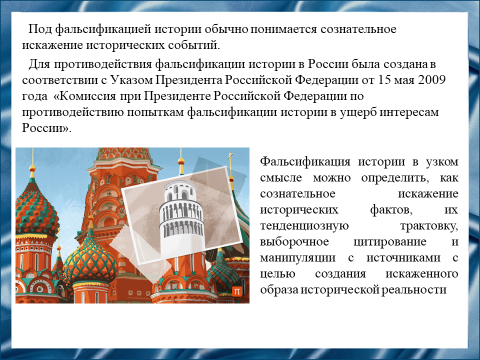 Под фальсификацией истории обычно понимается сознательное
искажение исторических событий.
Для противодействия фальсификации истории в России была создана в
соответствии с Указом Президента Российской Федерации от 15 мая 2009
года «Комиссия при Президенте Российской Федерации по
противодействию попыткам фальсификации истории в ущерб интересам
России».
Фальсификация истории в узком
смысле можно определить, как
сознательное искажение
исторических фактов, их
тенденциозную трактовку,
выборочное цитирование и
манипуляции с источниками с
целью создания искаженного
образа исторической реальности